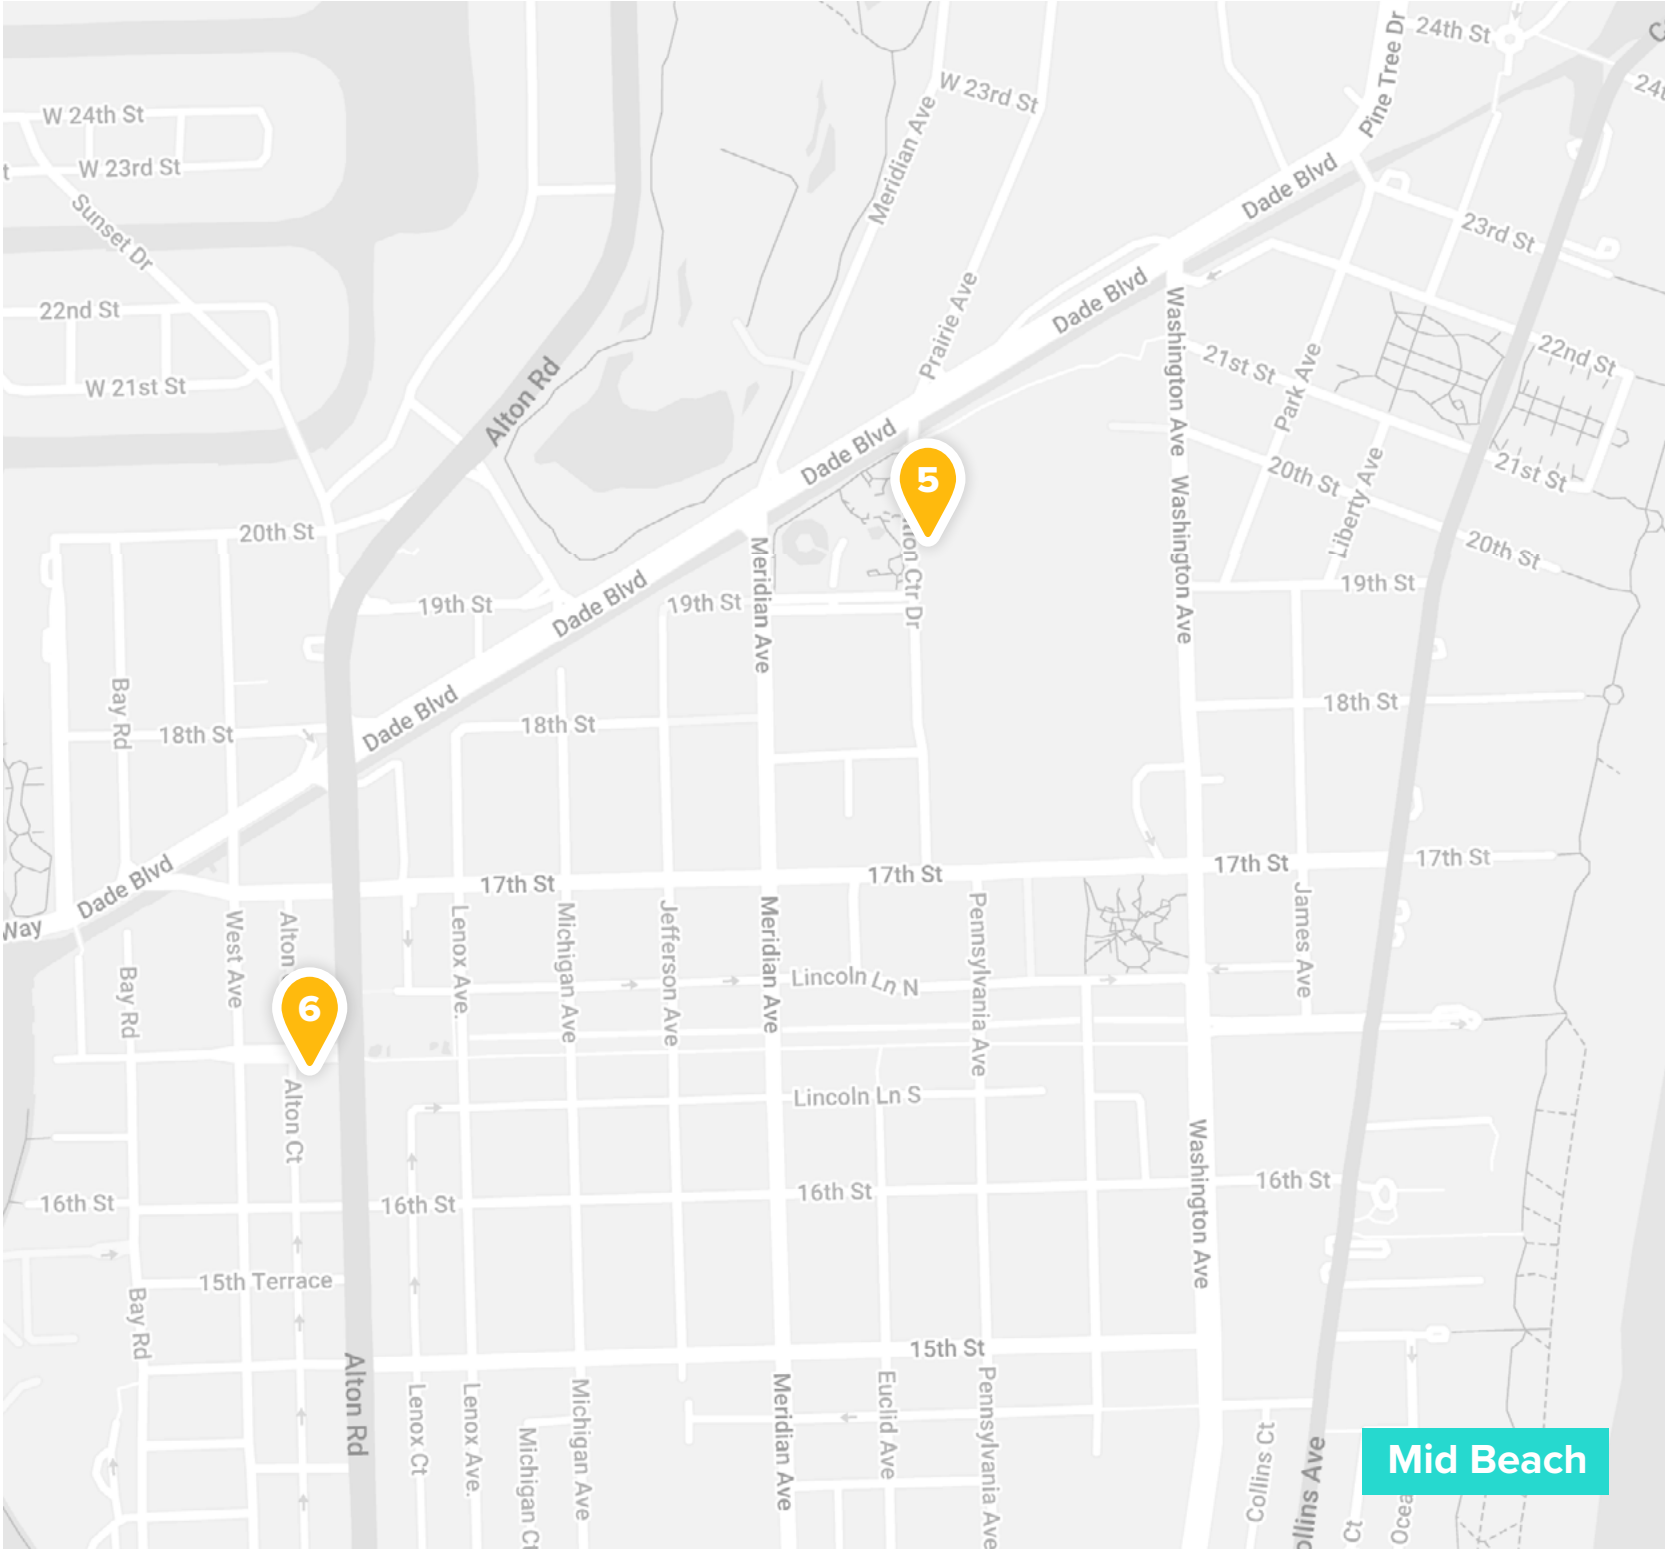 24th St
Pine Tree Dr
W 23rd St
W 24th St
Meridian Ave
W 23rd St
Dade Blvd
Sunset Dr
23rd St
22nd St
Dade Blvd
Prairie Ave
Washington Ave
21st St
22nd St
W 21st St
Alton Rd
Park Ave
Dade Blvd
5
20th St
21st St
Liberty Ave
20th St
Washington Ave
20th St
Meridian Ave
Ctr Dr
19th St
Dade Blvd
19th St
19th St
Bay Rd
18th St
Dade Blvd
18th St
18th St
Dade Blvd
17th St
17th St
17th St
17th St
Way
West Ave
Alton
Lenox Ave.
Michigan Ave
Jefferson Ave
Meridian Ave
Pennsylvania Ave
James Ave
Bay Rd
6
Lincoln Ln N
Alton Ct
Lincoln Ln S
Washington Ave
16th St
16th St
16th St
16th St
15th Terrace
Bay Rd
15th St
Alton Rd
Lenox Ct
Lenox Ave.
Michigan Ct
Michigan Ave
Meridian Ave
Euclid Ave
Pennsylvania Ave
Collins Ct
ollins Ave
Ct
Mid Beach